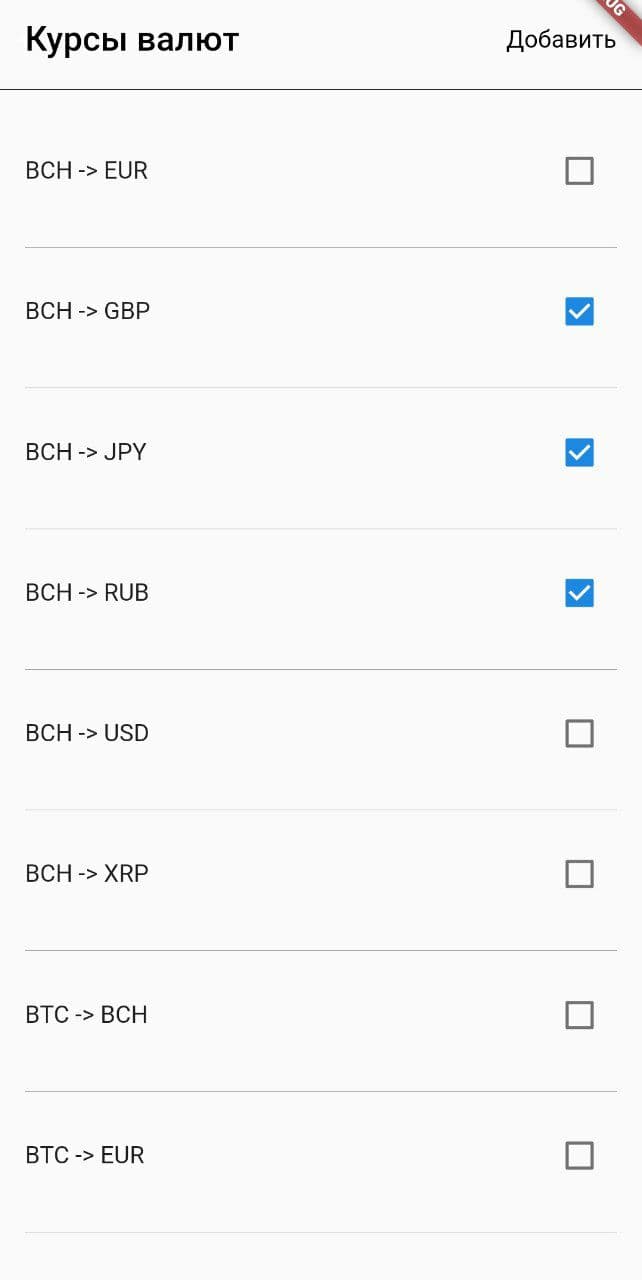 Курсы валют
Добавить
BCH -> EUR
BCH -> GBP
BCH -> JPY
BCH -> RUB
BCH -> USD
BCH -> XRP
BTC -> BCH
BTC -> EUR